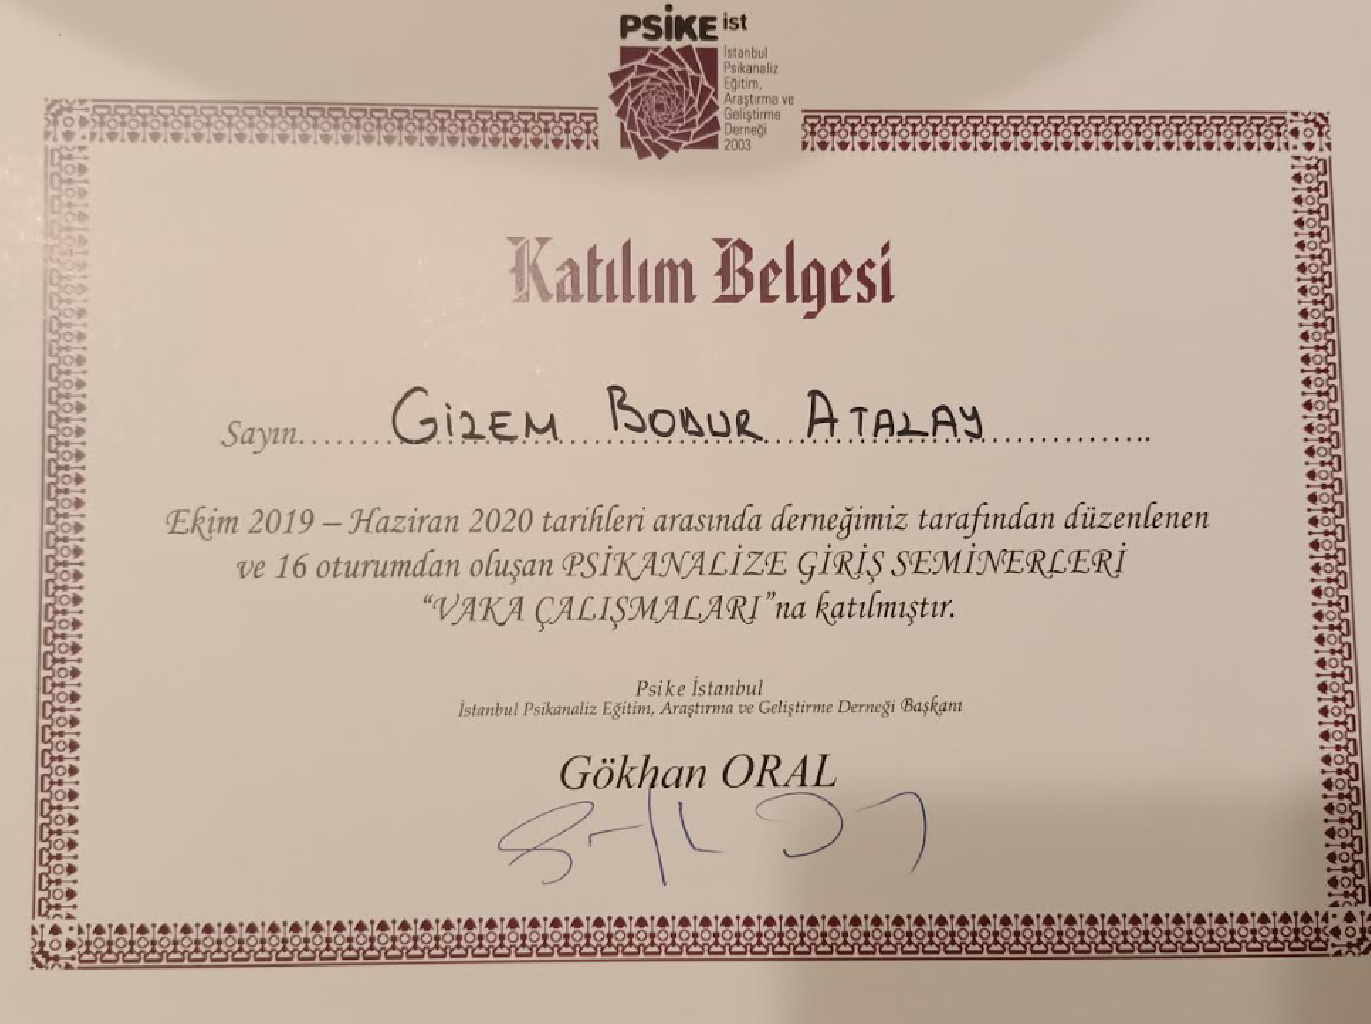 PSİKE ist
İstanbul
Psikanaliz
Eğitim,
Araştırma ve
Geliştirme
Derneği
2003
Katılım Belgesi
Sayın........GİZEM BODUR ATALAY................
Ekim 2019 – Haziran 2020 tarihleri arasında derneğimiz tarafından düzenlenen
ve 16 oturumdan oluşan PSİKANALİZE GİRİŞ SEMİNERLERİ
“VAKA ÇALIŞMALARI”na katılmıştır.
Psike İstanbul
İstanbul Psikanaliz Eğitim, Araştırma ve Geliştirme Derneği Başkanı
Gökhan ORAL